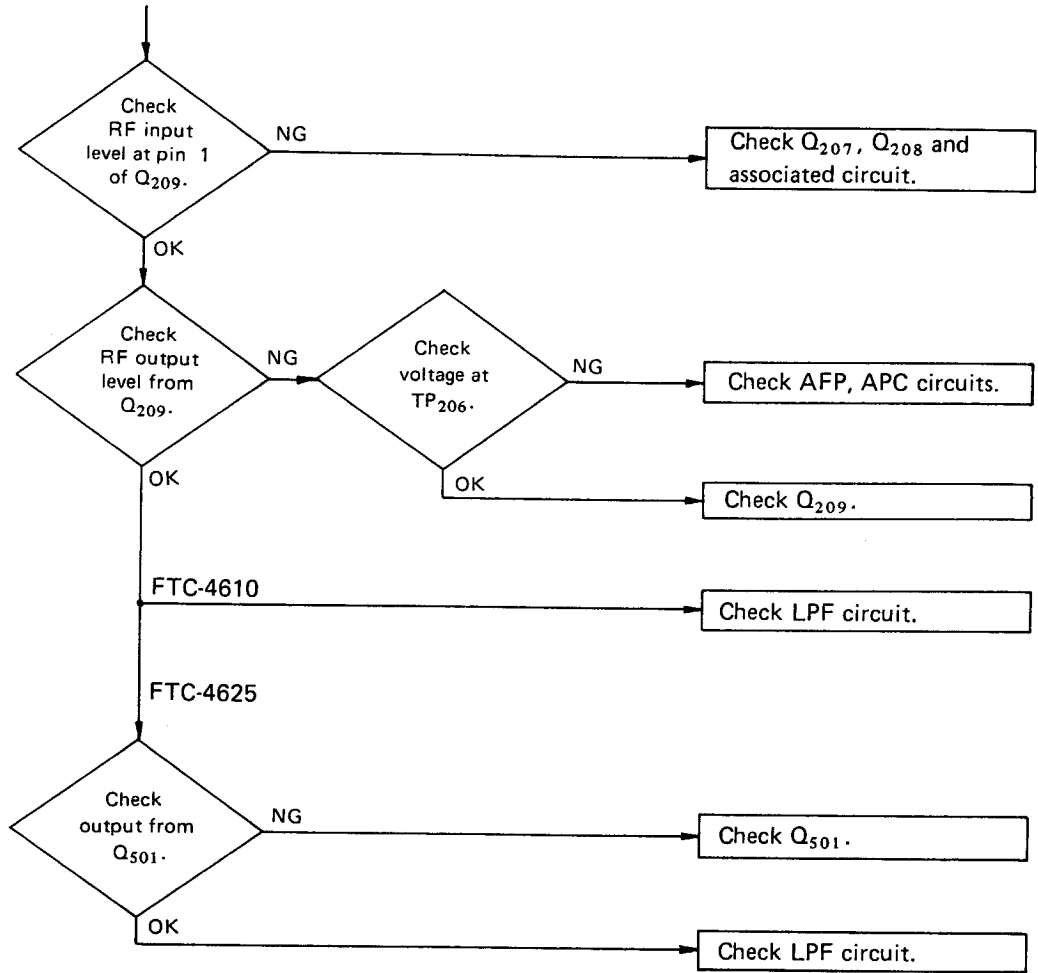 Check
RF input
level at pin 1
of Q209.
NG
Check Q207, Q208 and
associated circuit.
OK
Check
RF output
level from
Q209.
NG
Check
voltage at
TP206.
NG
Check AFP, APC circuits.
OK
OK
Check Q209.
FTC-4610
Check LPF circuit.
FTC-4625
Check
output from
Q501.
NG
Check Q501.
OK
Check LPF circuit.